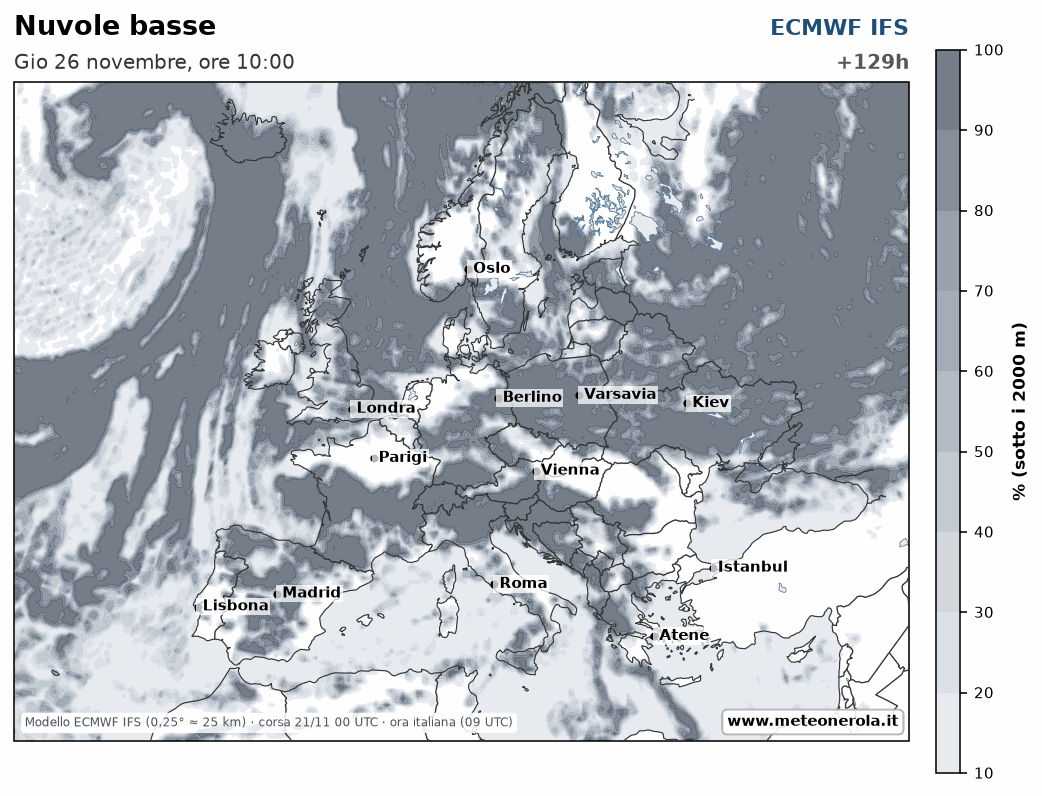 Nuvole basse
ECMWF IFS
Gio 26 novembre, ore 10:00
+129h
Oslo
Londra
Berlino
Varsavia
Kiev
Parigi
Vienna
Roma
Istanbul
Madrid
Lisbona
Atene
Modello ECMWF IFS (0,25° ≈ 25 km) · corsa 21/11 00 UTC · ora italiana (09 UTC)
www.meteonerola.it
100
90
80
70
60
50
40
30
20
10
% (sotto i 2000 m)